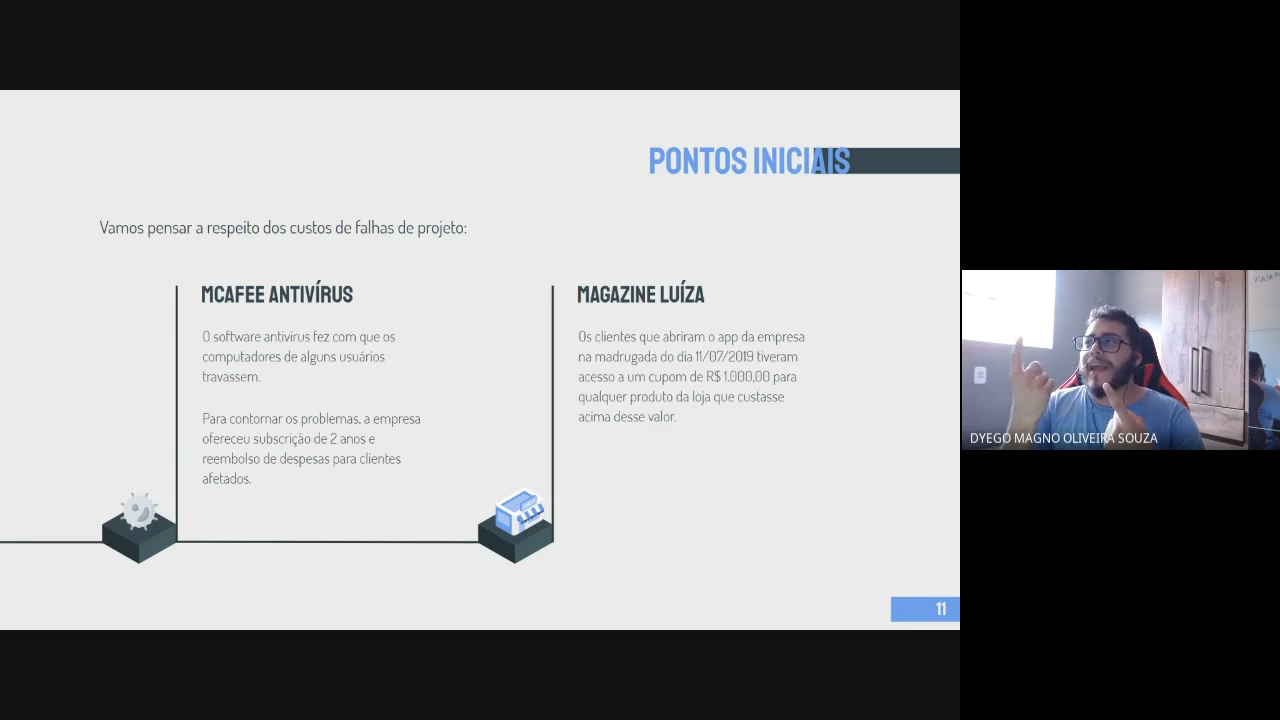 PONTOS INICIAIS
Vamos pensar a respeito dos custos de falhas de projeto:
MCAFEE ANTIVÍRUS
O software antivírus fez com que os
computadores de alguns usuários
travassem.
Para contornar os problemas, a empresa
ofereceu subscrição de 2 anos e
reembolso de despesas para clientes
afetados.
MAGAZINE LUÍZA
Os clientes que abriram o app da empresa
na madrugada do dia 11/07/2019 tiveram
acesso a um cupom de R$ 1.000,00 para
qualquer produto da loja que custasse
acima desse valor.
11
DYEGO MAGNO OLIVEIRA SOUZA